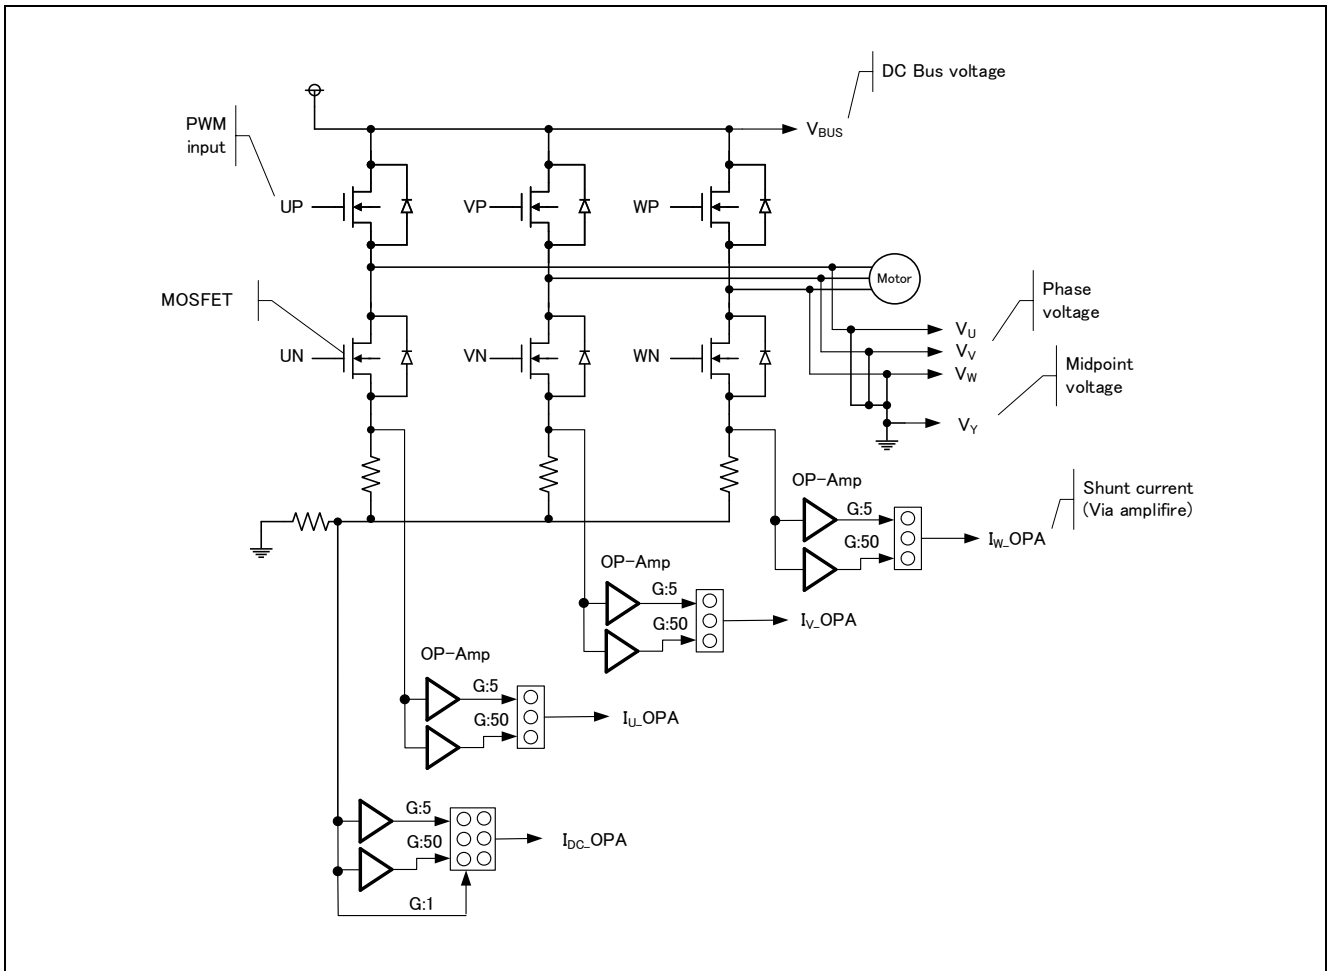 DC Bus voltage
PWM
input
VBUS
UP
VP
WP
Motor
MOSFET
Phase
voltage
VU
UN
VN
WN
VV
VW
Midpoint
voltage
VY
OP-Amp
G:5
G:50
Shunt current
(Via amplifire)
IW_OPA
OP-Amp
G:5
G:50
IV_OPA
OP-Amp
G:5
G:50
IU_OPA
G:5
G:50
IDC_OPA
G:1